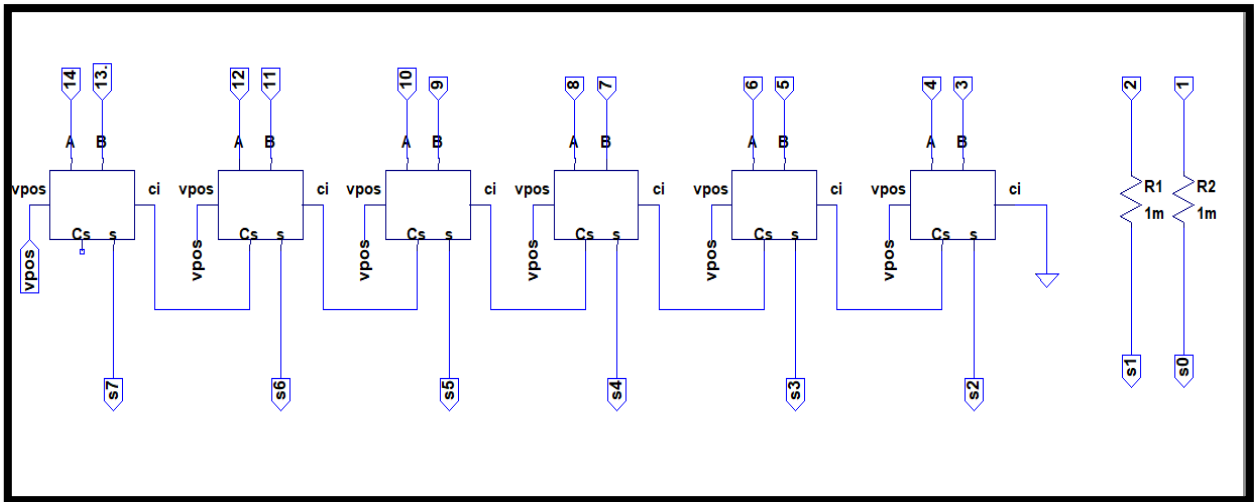 14 13. 12 11 10 9 8 7 6 5 4 3 2 1
A B A B A B A B A B A B
vpos ci vpos ci vpos ci vpos ci vpos ci vpos ci R1 R2
1m 1m
Cs s Cs s Cs s Cs s Cs s Cs s
vpos vpos vpos vpos vpos vpos
s1 s0
s7 s6 s5 s4 s3 s2